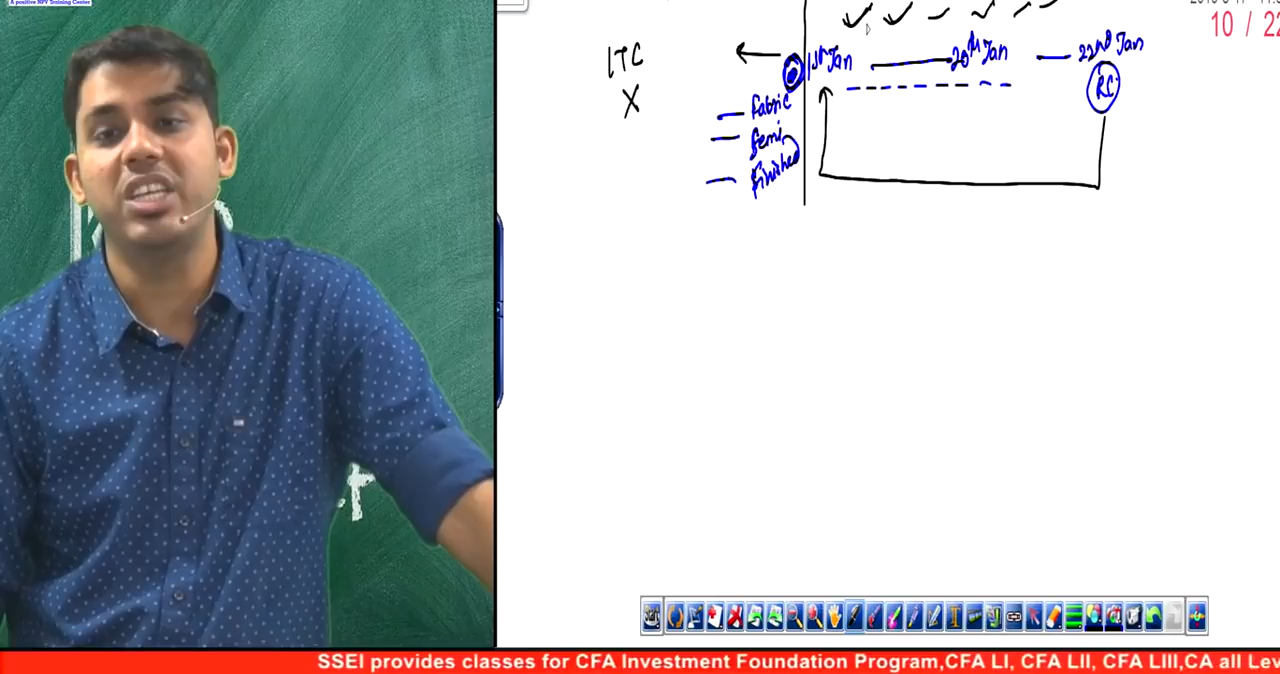 A positive NPV Training Center
10 / 22
ITC
X
1st Jan
20th Jan
22nd Jan
RC
fabric
Semi
finished
SSEI provides classes for CFA Investment Foundation Program,CFA LI, CFA LII, CFA LIII,CA all Lev